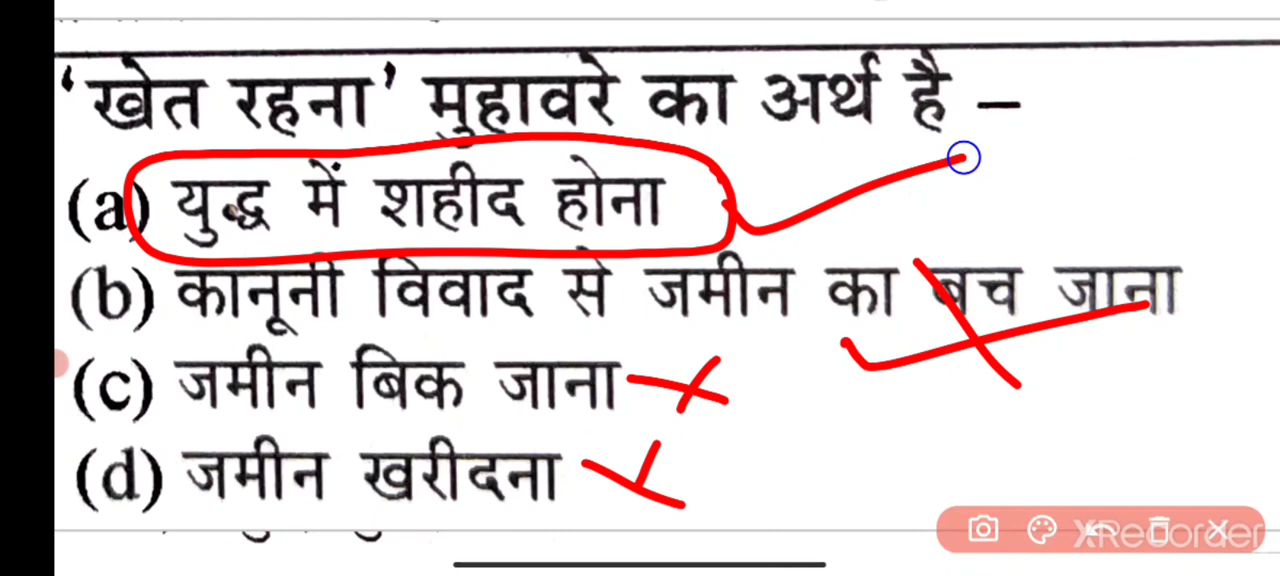 ‘खेत रहना’ मुहावरे का अर्थ है –
(a) युद्ध में शहीद होना
(b) कानूनी विवाद से जमीन का बच जाना
(c) जमीन बिक जाना
(d) जमीन खरीदना
XRecorder